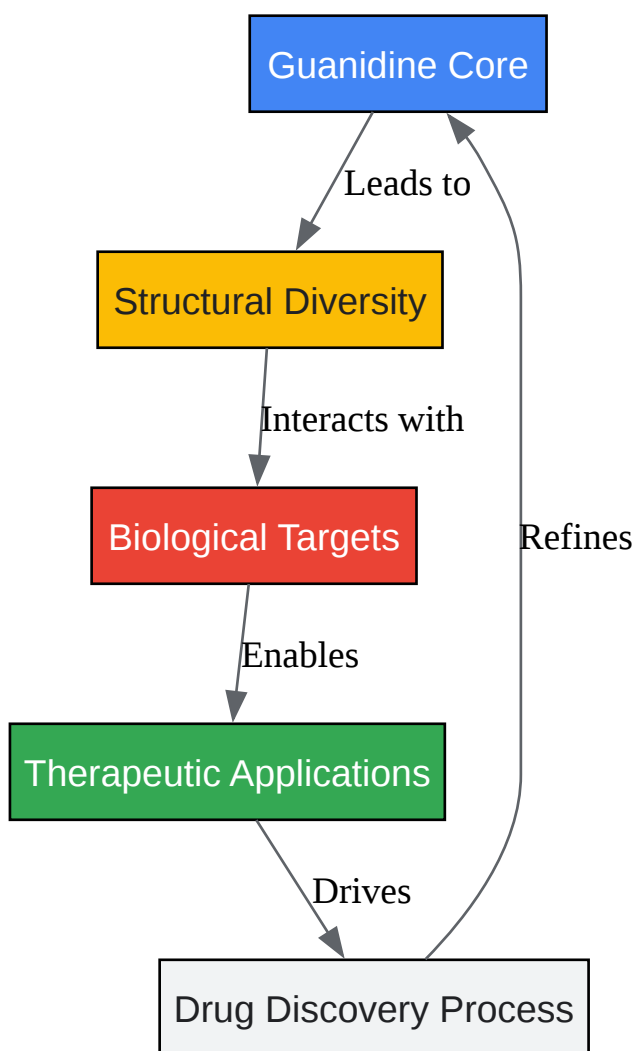 Guanidine Core
Leads to
Structural Diversity
Interacts with
Biological Targets
Refines
Enables
Therapeutic Applications
Drives
Drug Discovery Process